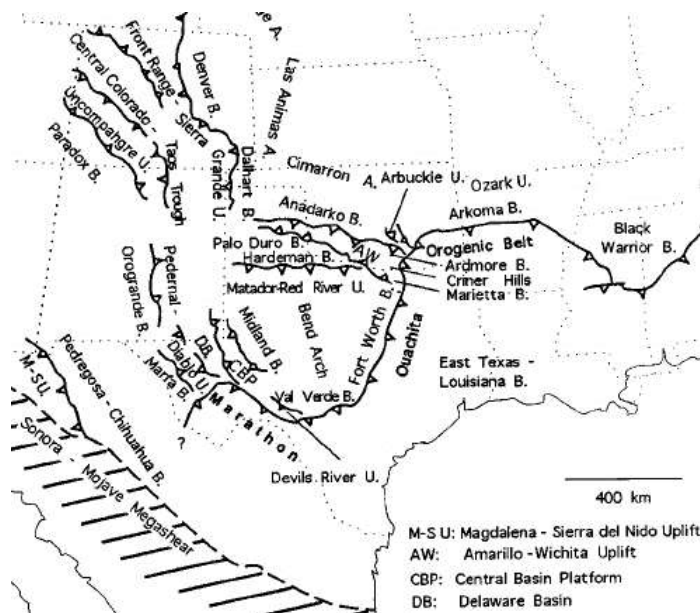 ge A.
Front Range - Sierra Grande U.
Central Colorado - Taos Trough
Uncompahgre U.
Paradox B.
Denver B.
Las Animas A.
Dalhart B.
Cimarron A.
Arbuckle U.
Ozark U.
Anadarko B.
Arkoma B.
Black
Warrior B.
Palo Duro B.
AW
Orogenic Belt
Hardeman B.
Ardmore B.
Criner Hills
Matador-Red River U.
Marietta B.
Pedernal -
Diablo U.
Orogrande B.
Midland B.
Bend Arch
Fort Worth B.
Ouachita
DB
CBP
East Texas -
Louisiana B.
Marfa B.
Marathon
Val Verde B.
M-SU.
Pedregosa - Chihuahua B.
?
Devils River U.
Sonora - Mojave Megashear
400 km
M-S U: Magdalena - Sierra del Nido Uplift
AW: Amarillo - Wichita Uplift
CBP: Central Basin Platform
DB: Delaware Basin